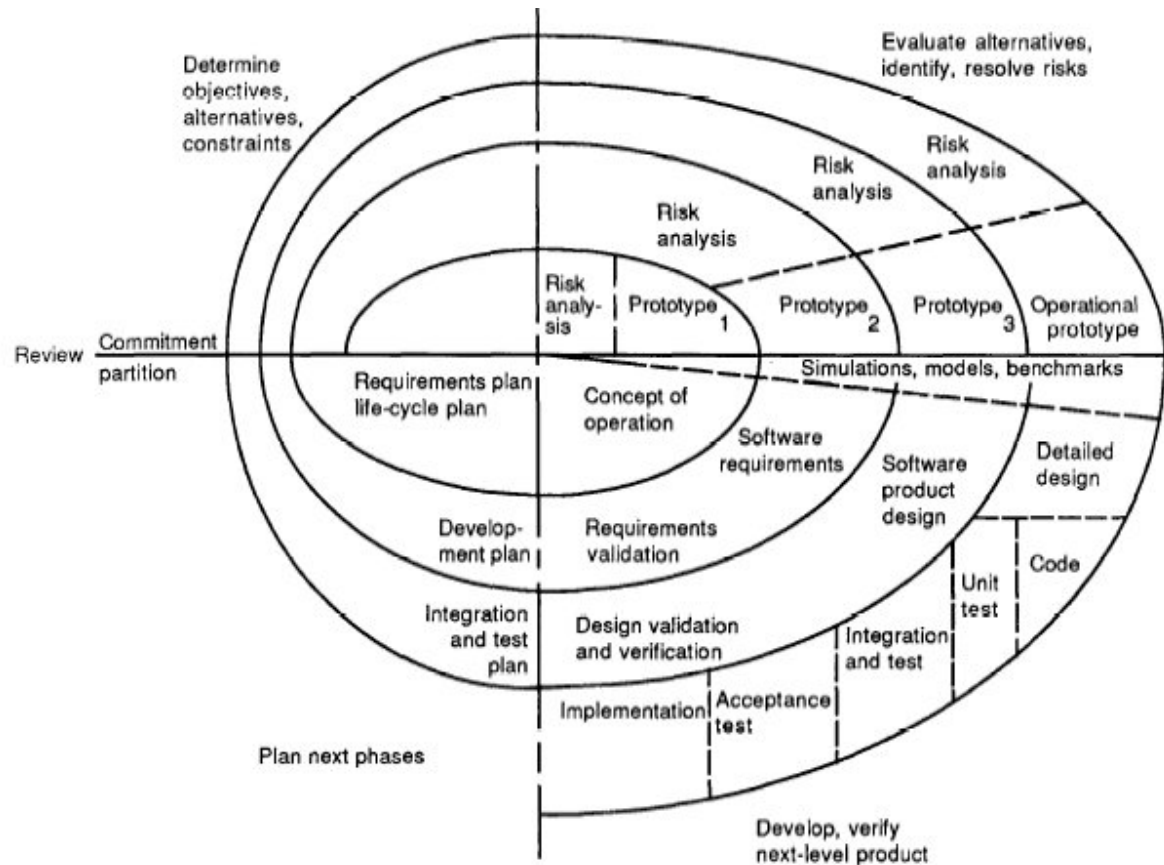 Determine
objectives,
alternatives,
constraints
Evaluate alternatives,
identify, resolve risks
Risk
analysis
Risk
analysis
Risk
analysis
Risk
analy-
sis
Prototype 1
Prototype 2
Prototype 3
Operational
prototype
Review
Commitment
partition
Simulations, models, benchmarks
Requirements plan
life-cycle plan
Concept of
operation
Software
requirements
Software
product
design
Detailed
design
Develop-
ment plan
Requirements
validation
Code
Unit
test
Integration
and test
plan
Design validation
and verification
Integration
and test
Acceptance
test
Implementation
Plan next phases
Develop, verify
next-level product